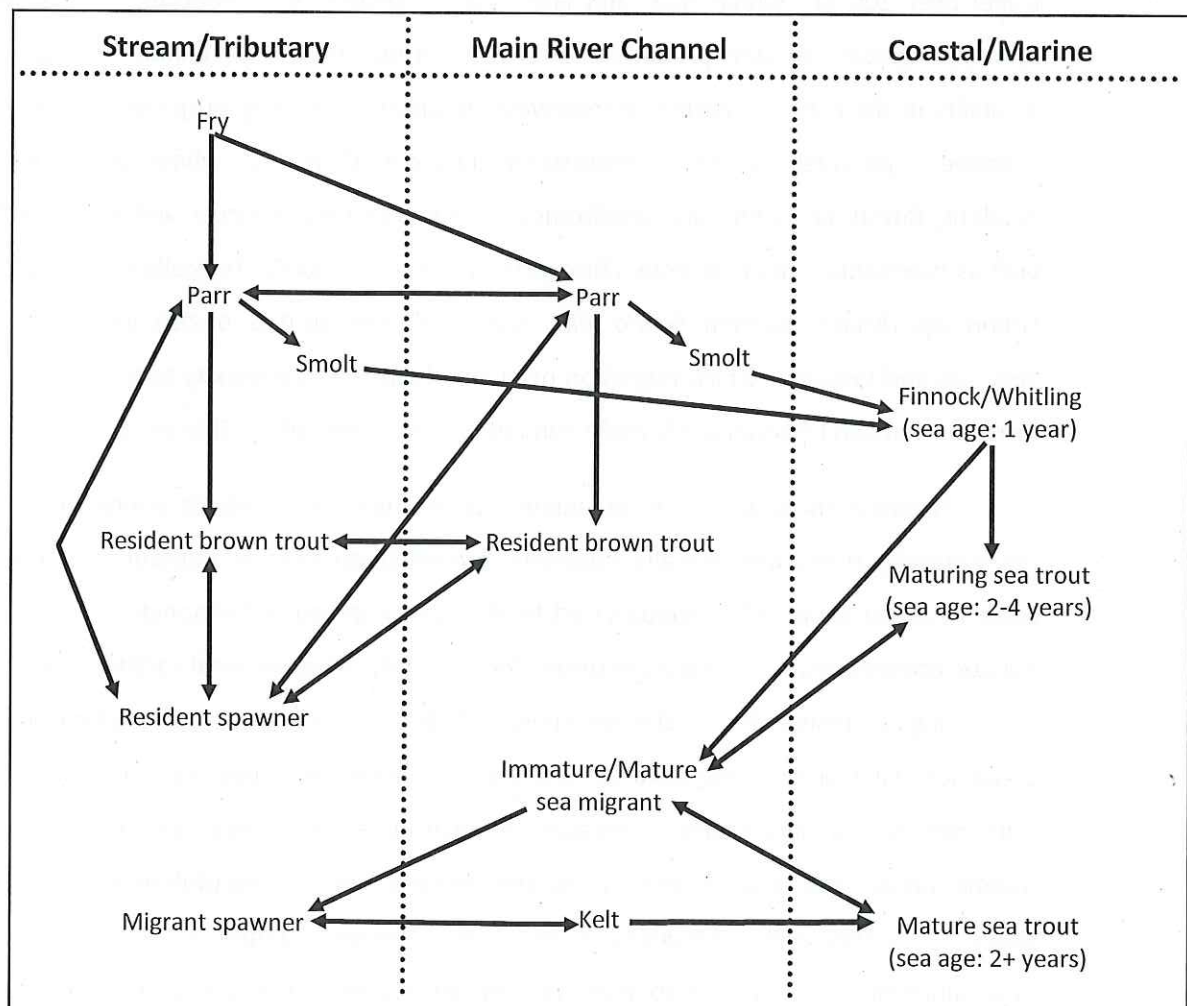 Stream/Tributary
Main River Channel
Coastal/Marine
Fry
Parr
Parr
Smolt
Smolt
Finnock/Whitling
(sea age: 1 year)
Resident brown trout
Resident brown trout
Maturing sea trout
(sea age: 2-4 years)
Resident spawner
Immature/Mature
sea migrant
Migrant spawner
Kelt
Mature sea trout
(sea age: 2+ years)